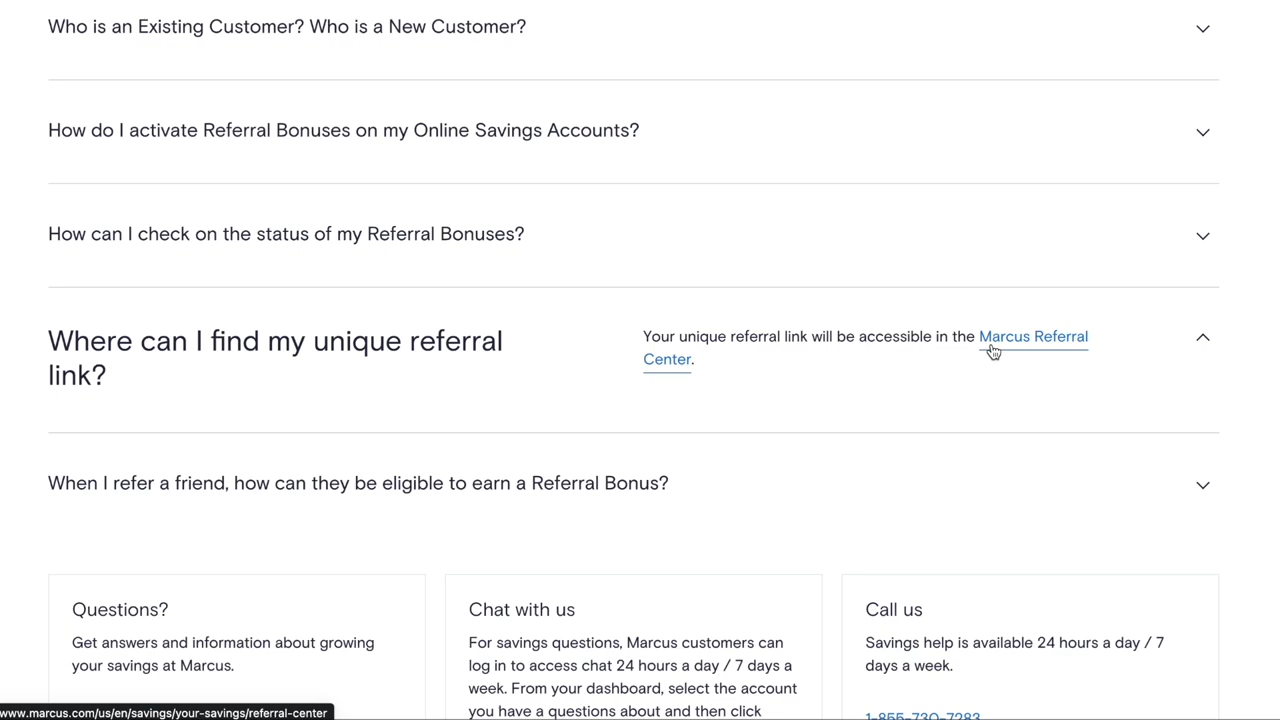 Who is an Existing Customer? Who is a New Customer?
How do I activate Referral Bonuses on my Online Savings Accounts?
How can I check on the status of my Referral Bonuses?
Where can I find my unique referral
link?
Your unique referral link will be accessible in the Marcus Referral
Center.
When I refer a friend, how can they be eligible to earn a Referral Bonus?
Questions?
Get answers and information about growing
your savings at Marcus.
Chat with us
For savings questions, Marcus customers can
log in to access chat 24 hours a day / 7 days a
week. From your dashboard, select the account
you have a questions about and then click
Call us
Savings help is available 24 hours a day / 7
days a week.
1-855-730-7283
www.marcus.com/us/en/savings/your-savings/referral-center